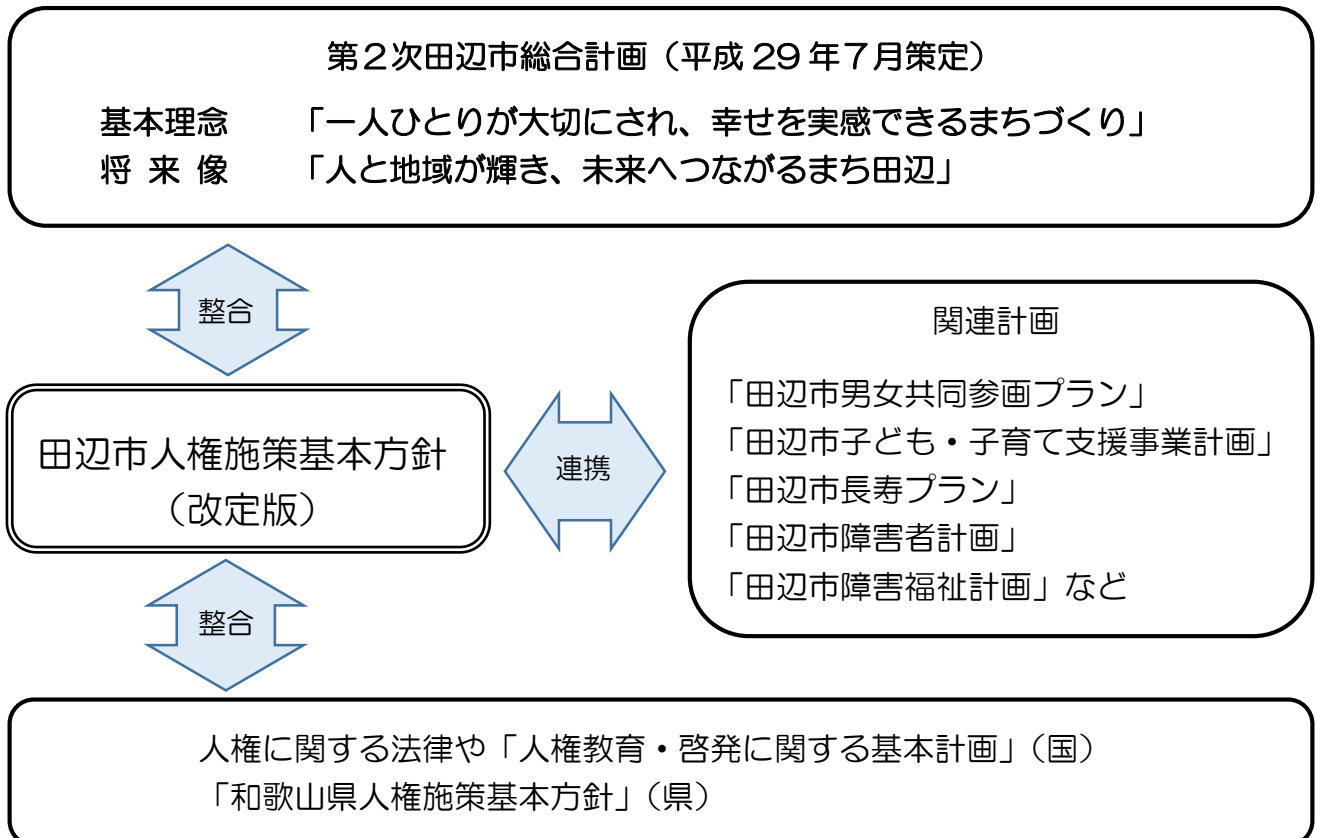 第2次田辺市総合計画（平成 29 年７月策定）
基本理念　「一人ひとりが大切にされ、幸せを実感できるまちづくり」
将 来 像　「人と地域が輝き、未来へつながるまち田辺」
整合
関連計画
「田辺市男女共同参画プラン」
「田辺市子ども・子育て支援事業計画」
「田辺市長寿プラン」
「田辺市障害者計画」
「田辺市障害福祉計画」など
田辺市人権施策基本方針
（改定版）
連携
整合
人権に関する法律や「人権教育・啓発に関する基本計画」（国）
「和歌山県人権施策基本方針」（県）